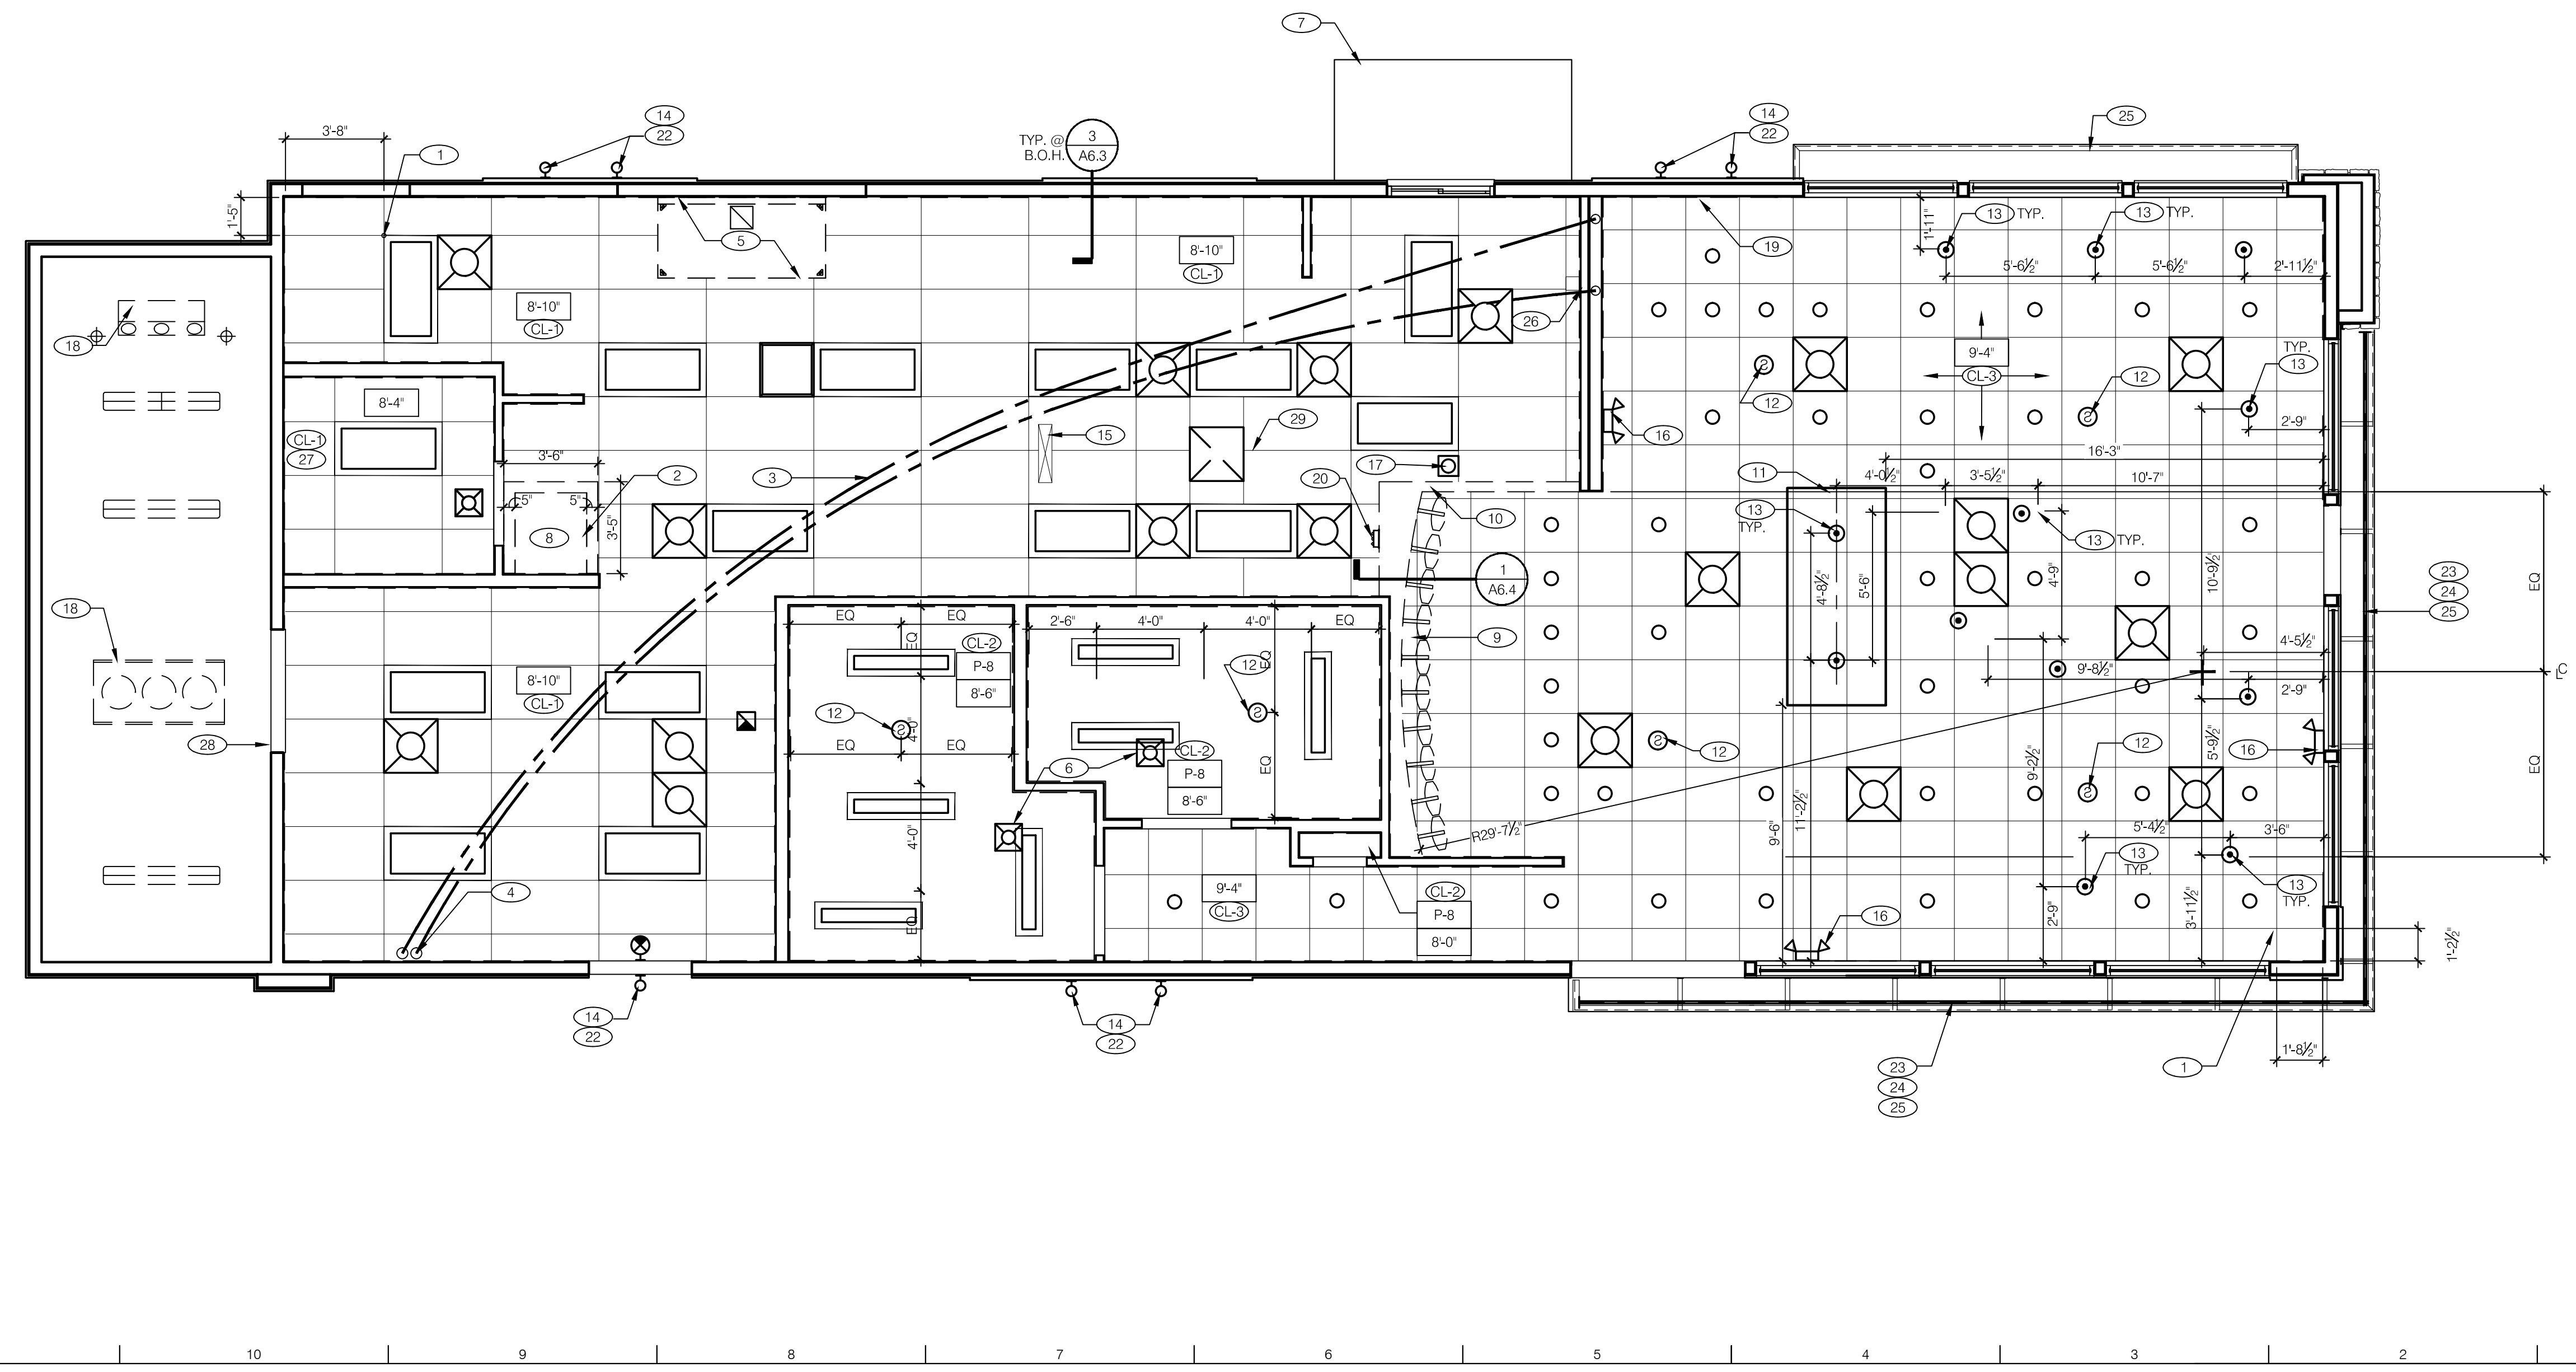 7
14
22
3'-8"
1
TYP. @
B.O.H.
3
A6.3
14
22
25
1'-5"
5
8'-10"
CL-1
19
1'-11"
13 TYP.
13 TYP.
5'-6½"
5'-6½"
2'-11½"
8'-10"
CL-1
18
26
9'-4"
CL-3
TYP.
13
12
12
8'-4"
CL-1
27
15
29
16
2'-9"
3'-6"
2
3
17
20
16'-3"
11
4'-0½"
3'-5½"
10'-7"
5"
5"
8
3'-5"
10
13
TYP.
13 TYP.
1
A6.4
4'-8½"
5'-6"
4'-9"
10'-9½"
EQ
23
24
25
18
EQ
EQ
EQ
CL-2
P-8
8'-6"
2'-6"
4'-0"
4'-0"
EQ
EQ
12
9
4'-5½"
9'-8½"
2'-9"
CL
8'-10"
CL-1
12
4'-0"
EQ
EQ
28
6
CL-2
P-8
8'-6"
EQ
12
12
16
5'-9½"
EQ
9'-2½"
11'-2½"
9'-6"
4'-0"
R29'-7½"
5'-4½"
3'-6"
13
TYP.
13
TYP.
4
EQ
9'-4"
CL-3
CL-2
P-8
8'-0"
16
2'-9"
3'-11½"
1'-2½"
14
22
14
22
1'-8½"
23
24
25
1
10
9
8
7
6
5
4
3
2